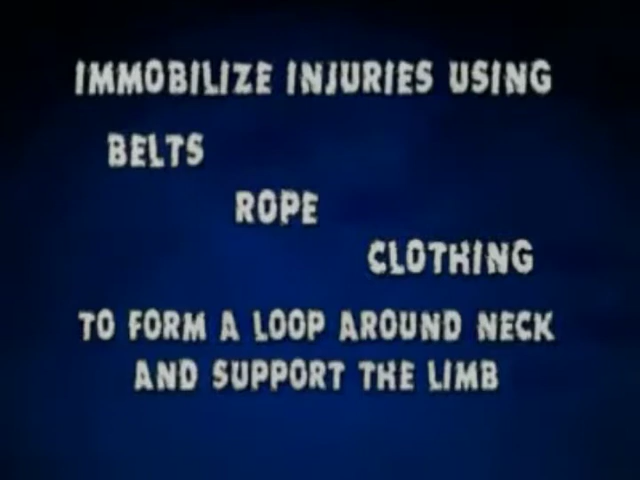 IMMOBILIZE INJURIES USING
BELTS
ROPE
CLOTHING
TO FORM A LOOP AROUND NECK
AND SUPPORT THE LIMB